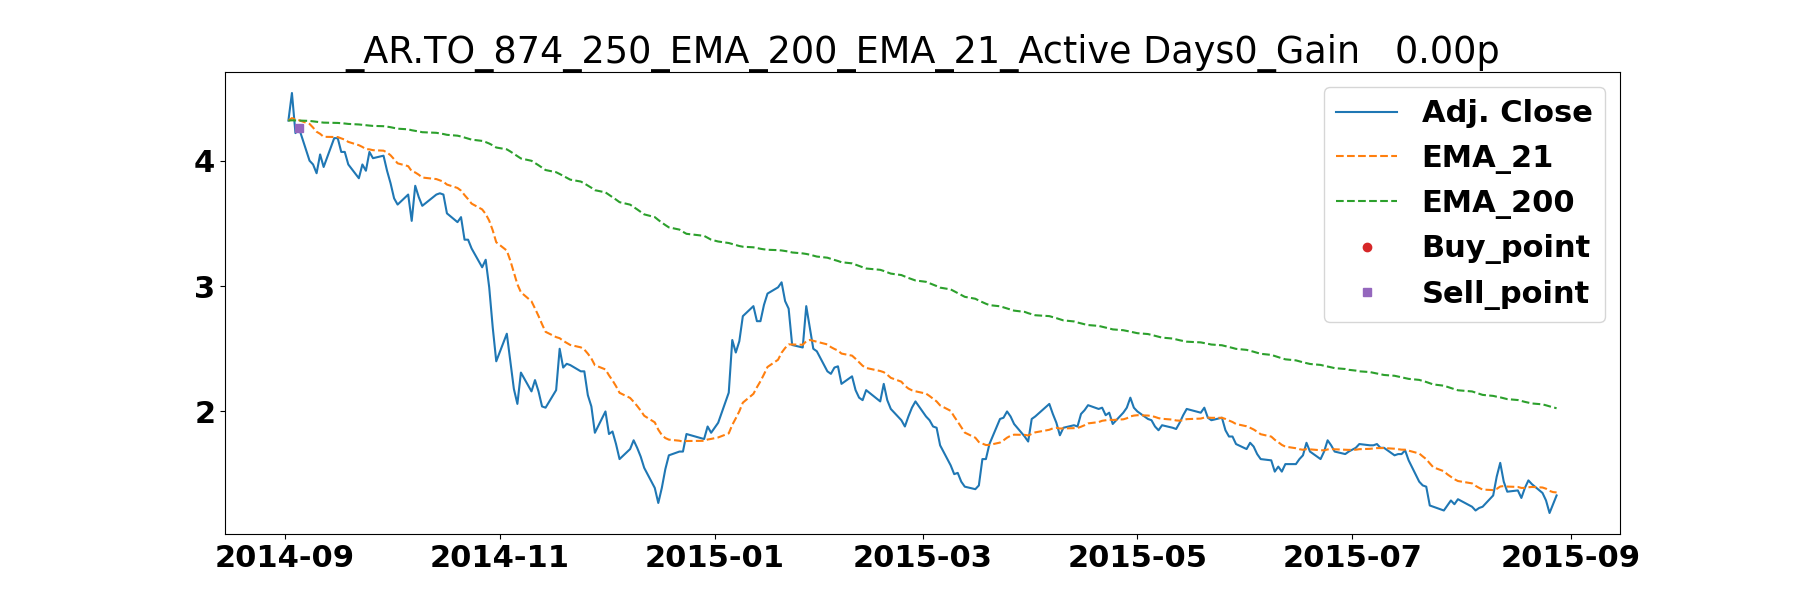 _AR.TO_874_250_EMA_200_EMA_21_Active Days0_Gain   0.00p
Adj. Close
EMA_21
EMA_200
Buy_point
Sell_point
4
3
2
2014-09
2014-11
2015-01
2015-03
2015-05
2015-07
2015-09